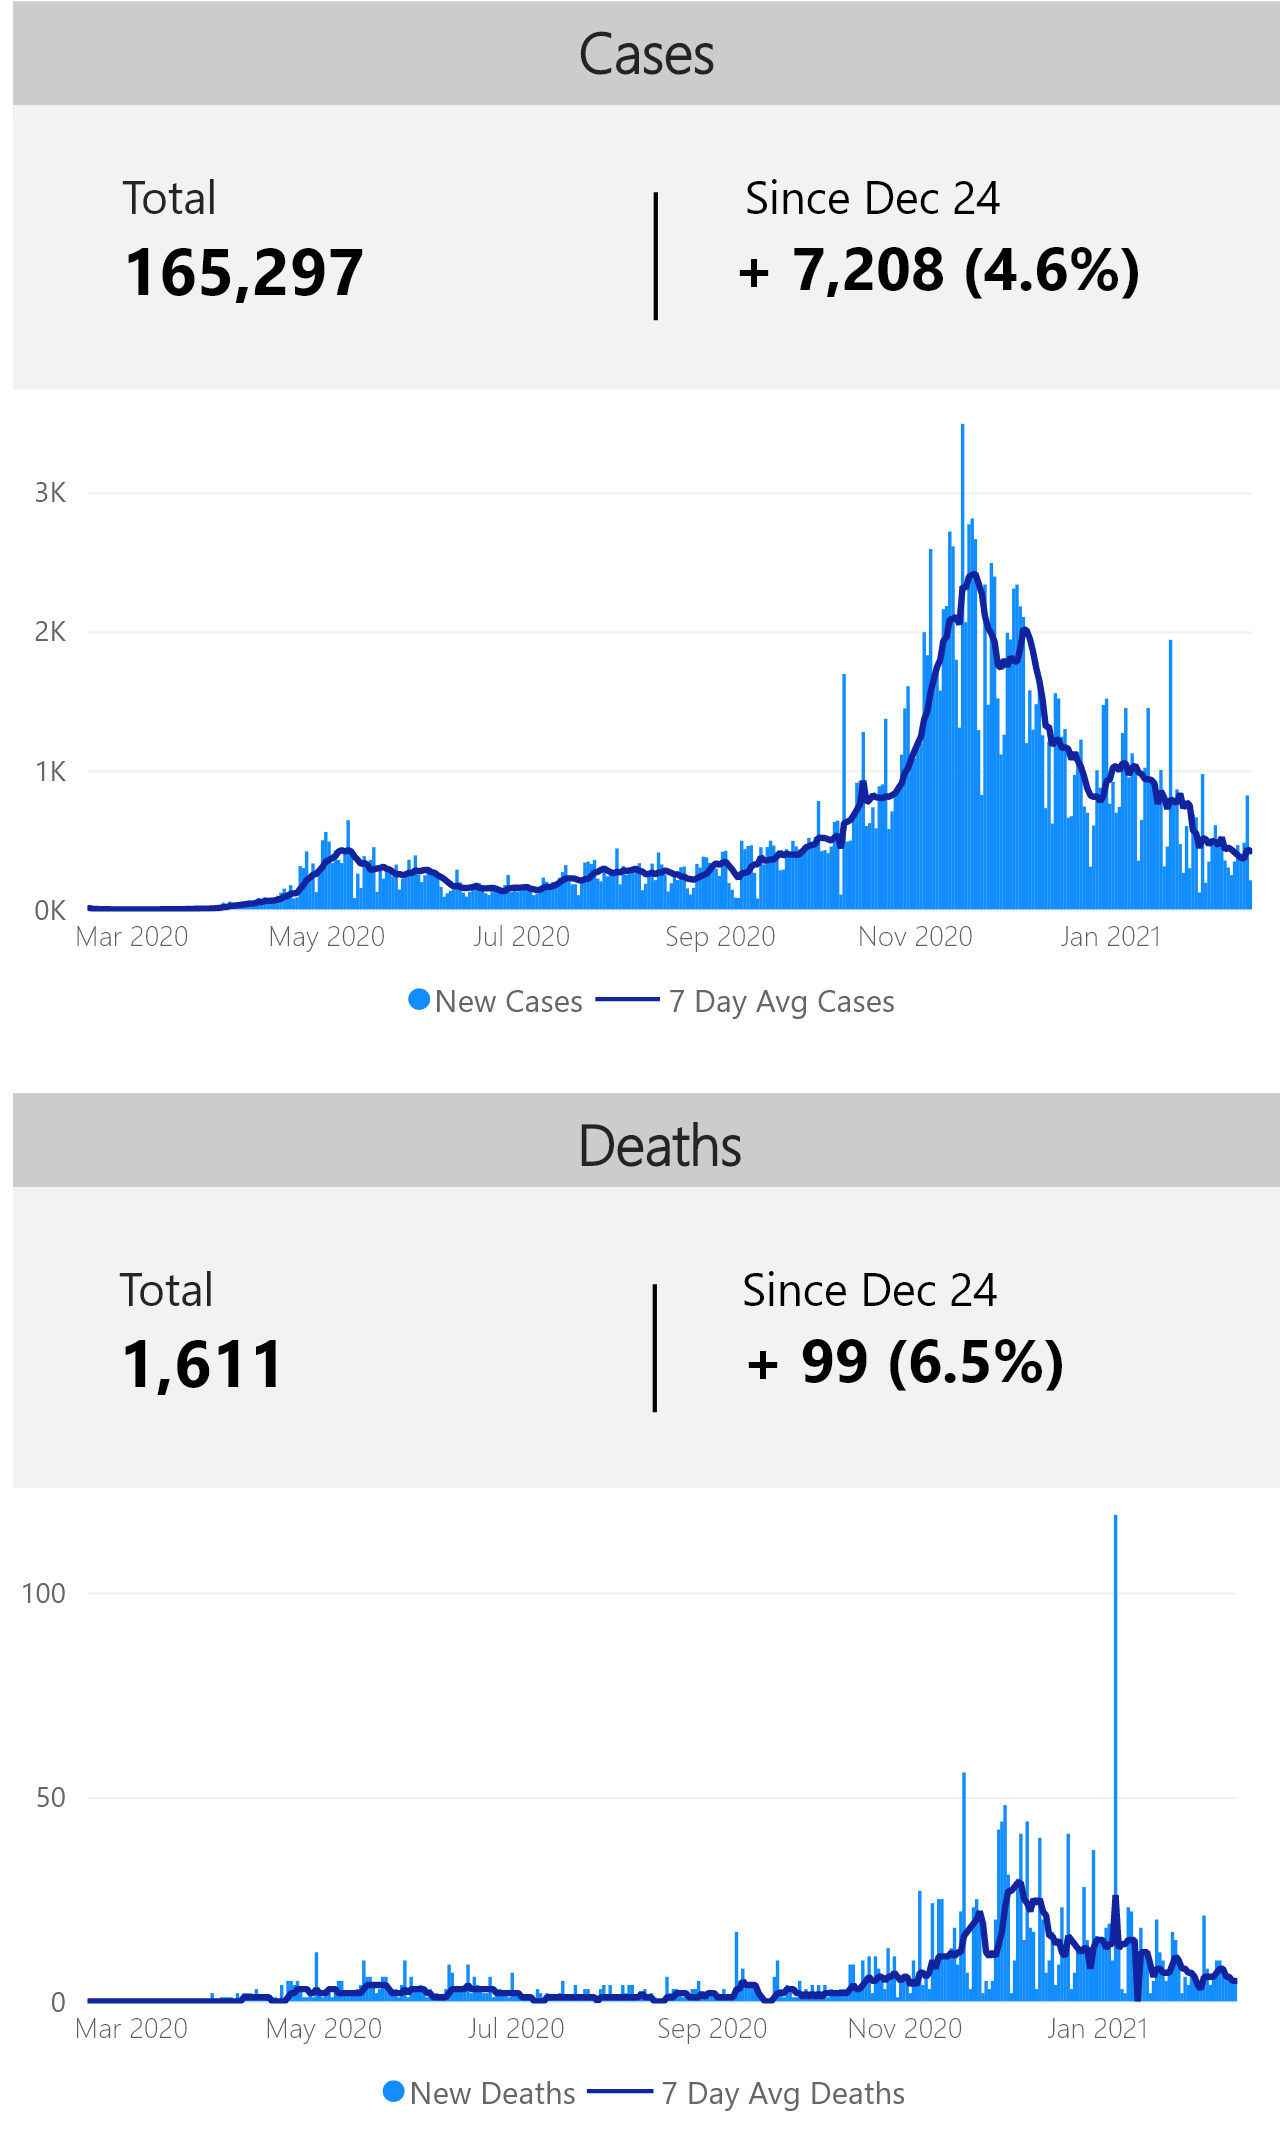 Cases
Total
165,297
Since Dec 24
+ 7,208 (4.6%)
3K
2K
1K
0K
Mar 2020 May 2020 Jul 2020 Sep 2020 Nov 2020 Jan 2021
New Cases 7 Day Avg Cases
Deaths
Total
1,611
Since Dec 24
+ 99 (6.5%)
100
50
0
Mar 2020 May 2020 Jul 2020 Sep 2020 Nov 2020 Jan 2021
New Deaths 7 Day Avg Deaths